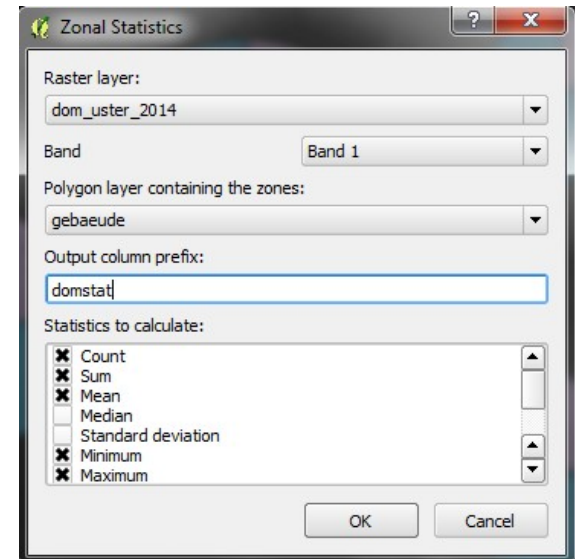 Zonal Statistics
Raster layer:
dom_uster_2014
Band
Band 1
Polygon layer containing the zones:
gebaeude
Output column prefix:
domstat
Statistics to calculate:
Count
Sum
Mean
Median
Standard deviation
Minimum
Maximum
OK
Cancel